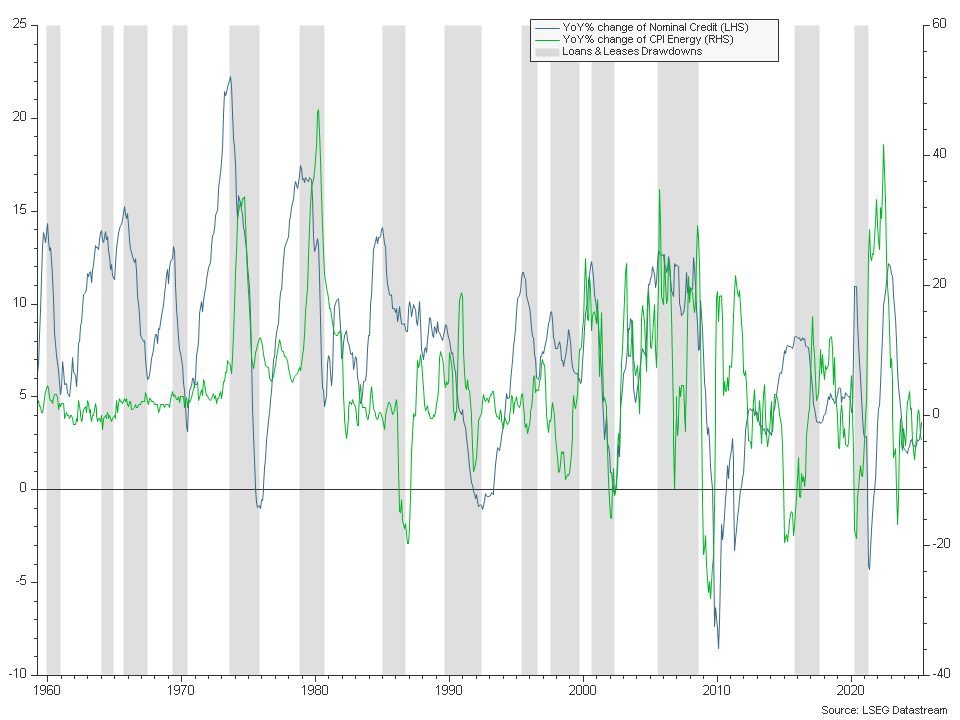 YoY% change of Nominal Credit (LHS)
YoY% change of CPI Energy (RHS)
Loans & Leases Drawdowns
25
60
20
40
15
20
10
5
0
0
-5
-20
-10
-40
1960 1970 1980 1990 2000 2010 2020
Source: LSEG Datastream